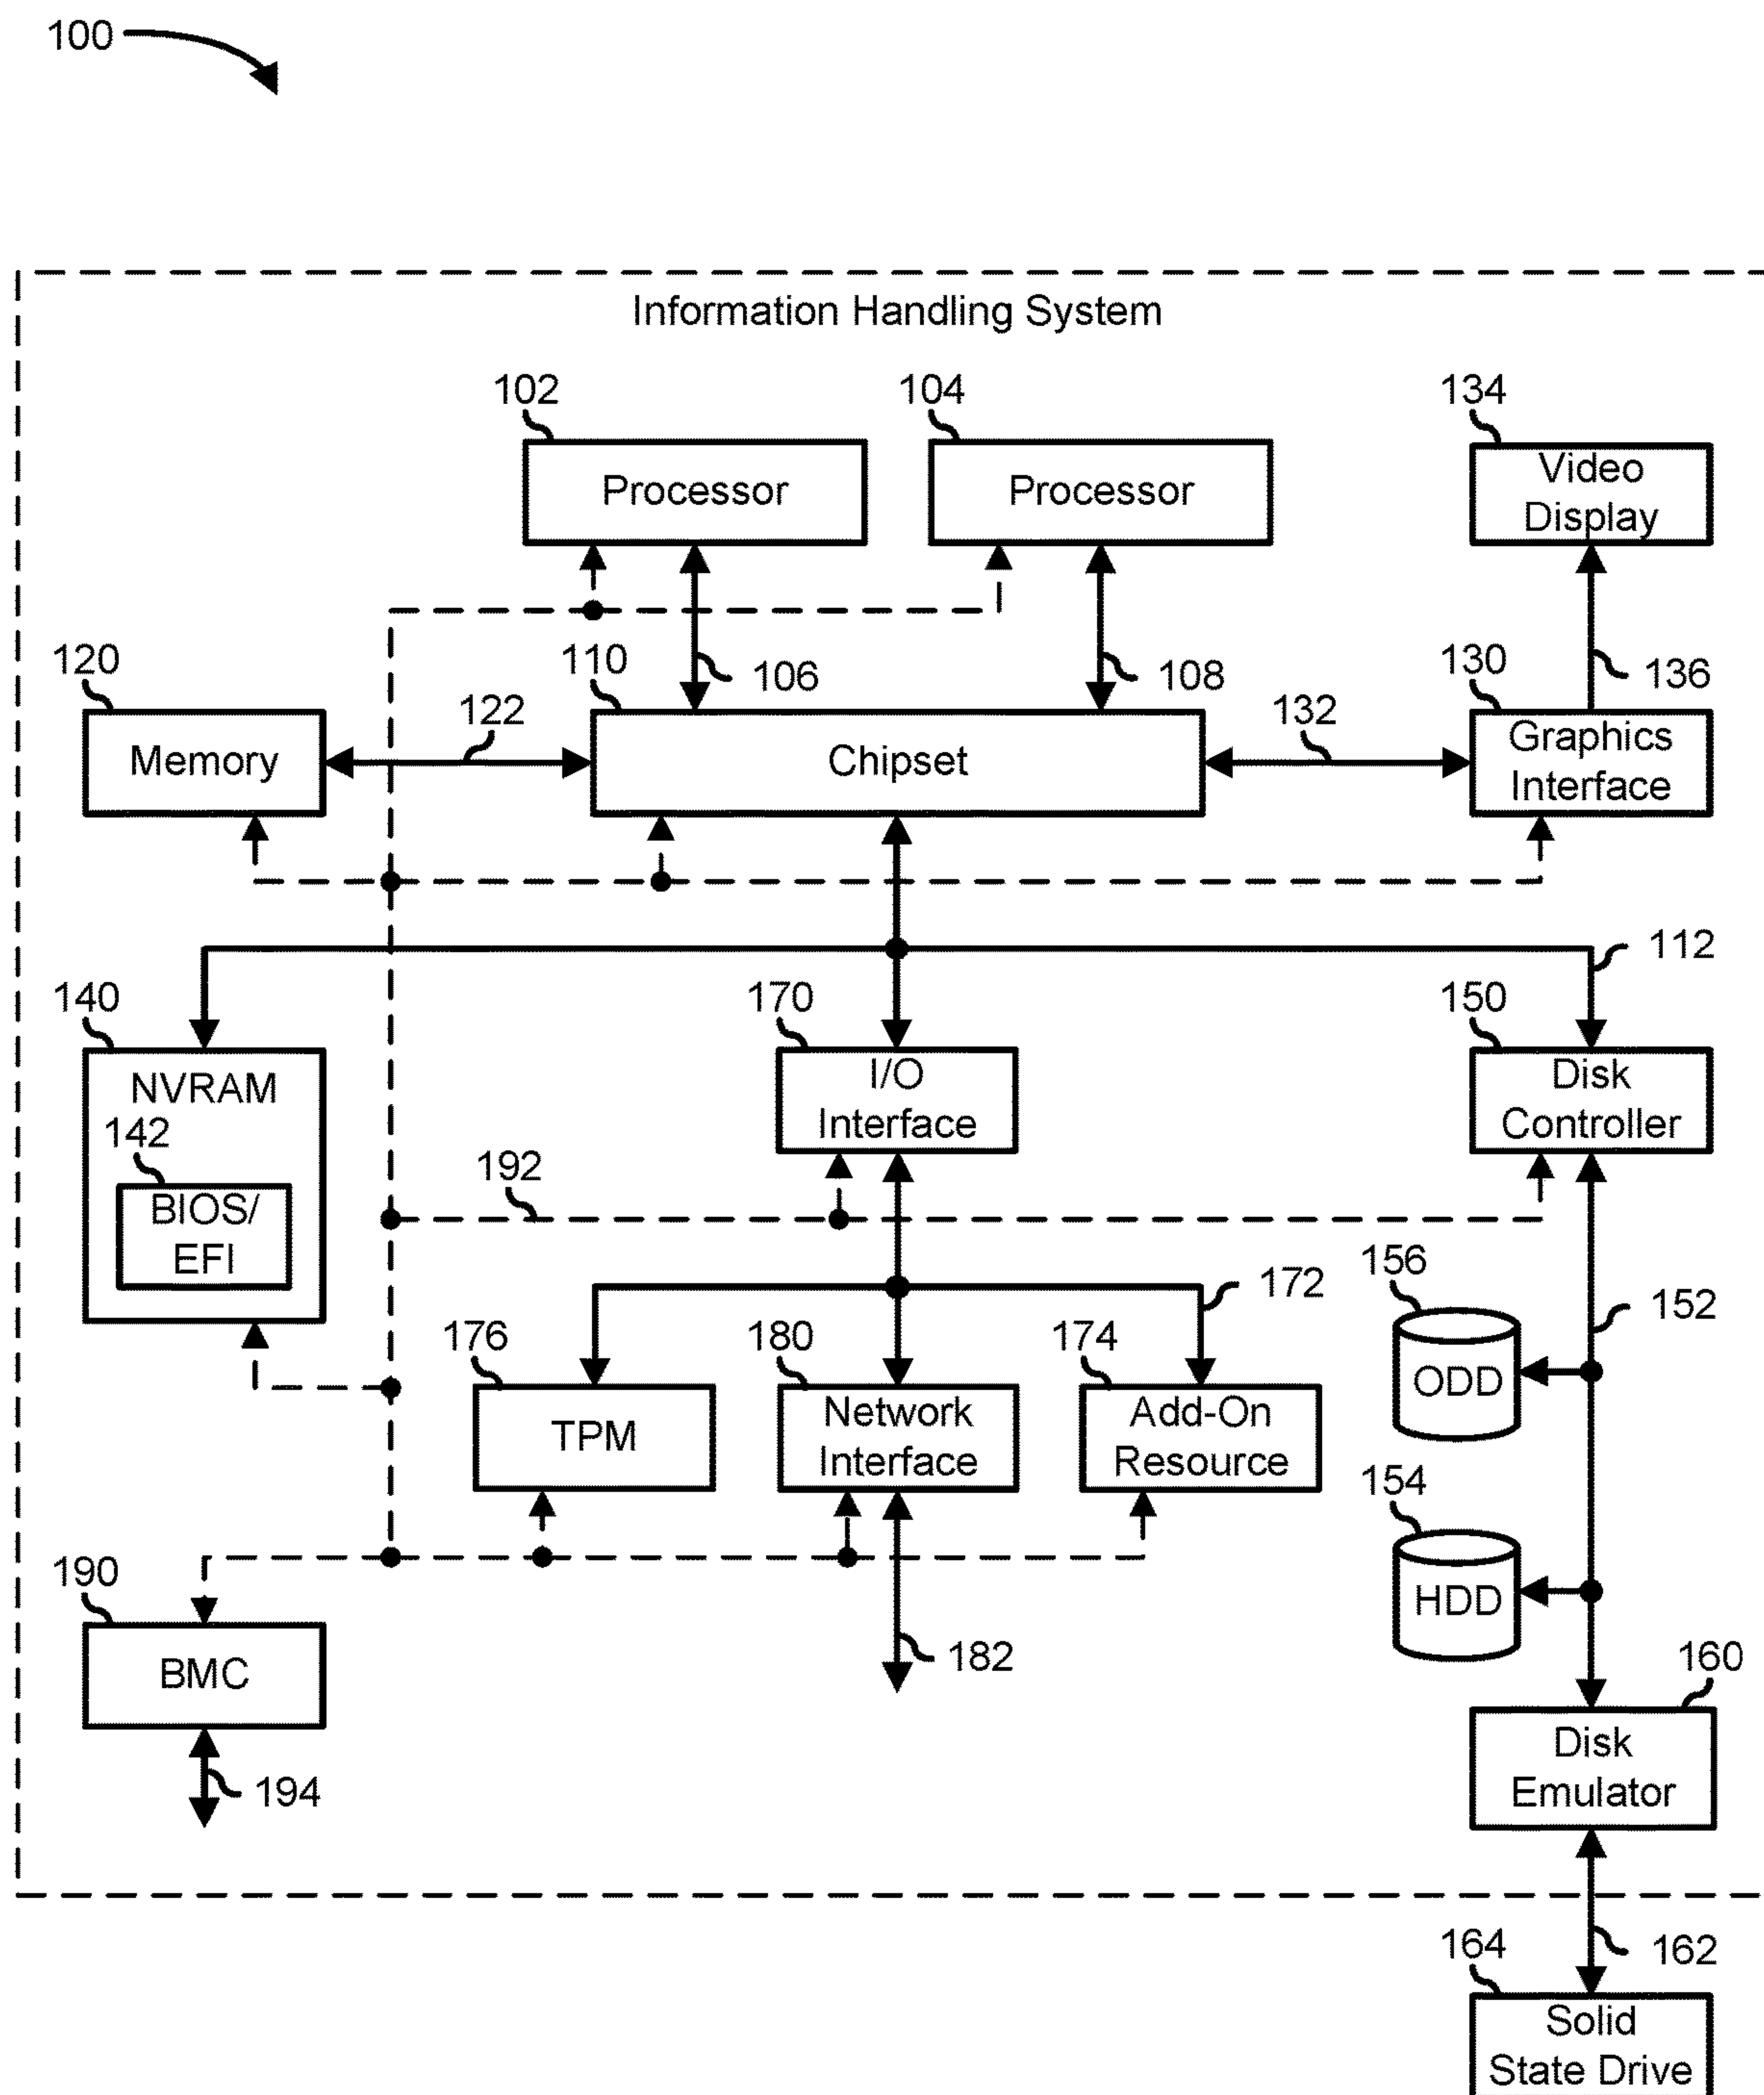 100
Information Handling System
102
104
134
Processor
Processor
Video
Display
120
110
106
108
130
136
122
132
Memory
Chipset
Graphics
Interface
112
140
170
150
NVRAM
I/O
Interface
Disk
Controller
142
BIOS/
EFI
192
156
172
152
176
180
174
ODD
TPM
Network
Interface
Add-On
Resource
154
190
HDD
BMC
182
160
194
Disk
Emulator
164
162
Solid
State Drive